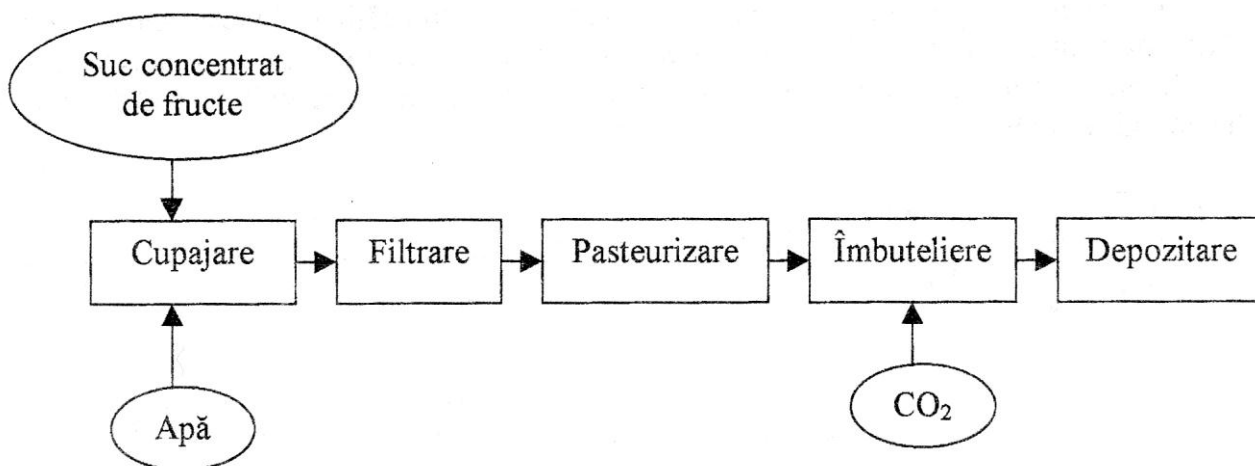 Suc concentrat
de fructe
Cupajare
Filtrare
Pasteurizare
Îmbuteliere
Depozitare
Apă
CO₂